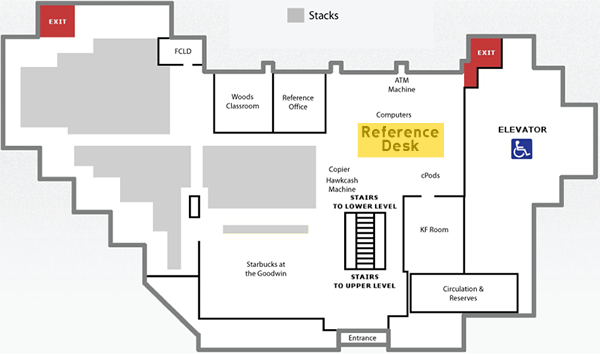 Stacks
EXIT
FCLD
EXIT
ATM
Machine
Woods
Classroom
Reference
Office
Computers
Reference
Desk
ELEVATOR
Copier
Hawkcash
Machine
cPods
STAIRS
TO LOWER LEVEL
KF Room
Starbucks at
the Goodwin
STAIRS
TO UPPER LEVEL
Circulation &
Reserves
Entrance